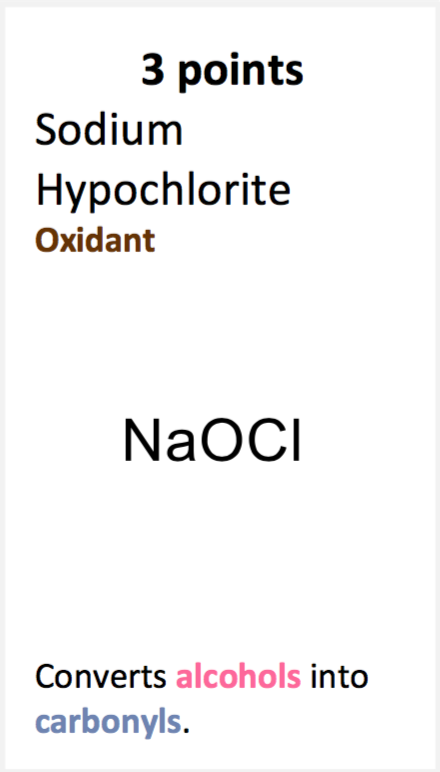 3 points
Sodium
Hypochlorite
Oxidant
NaOCl
Converts alcohols into
carbonyls.